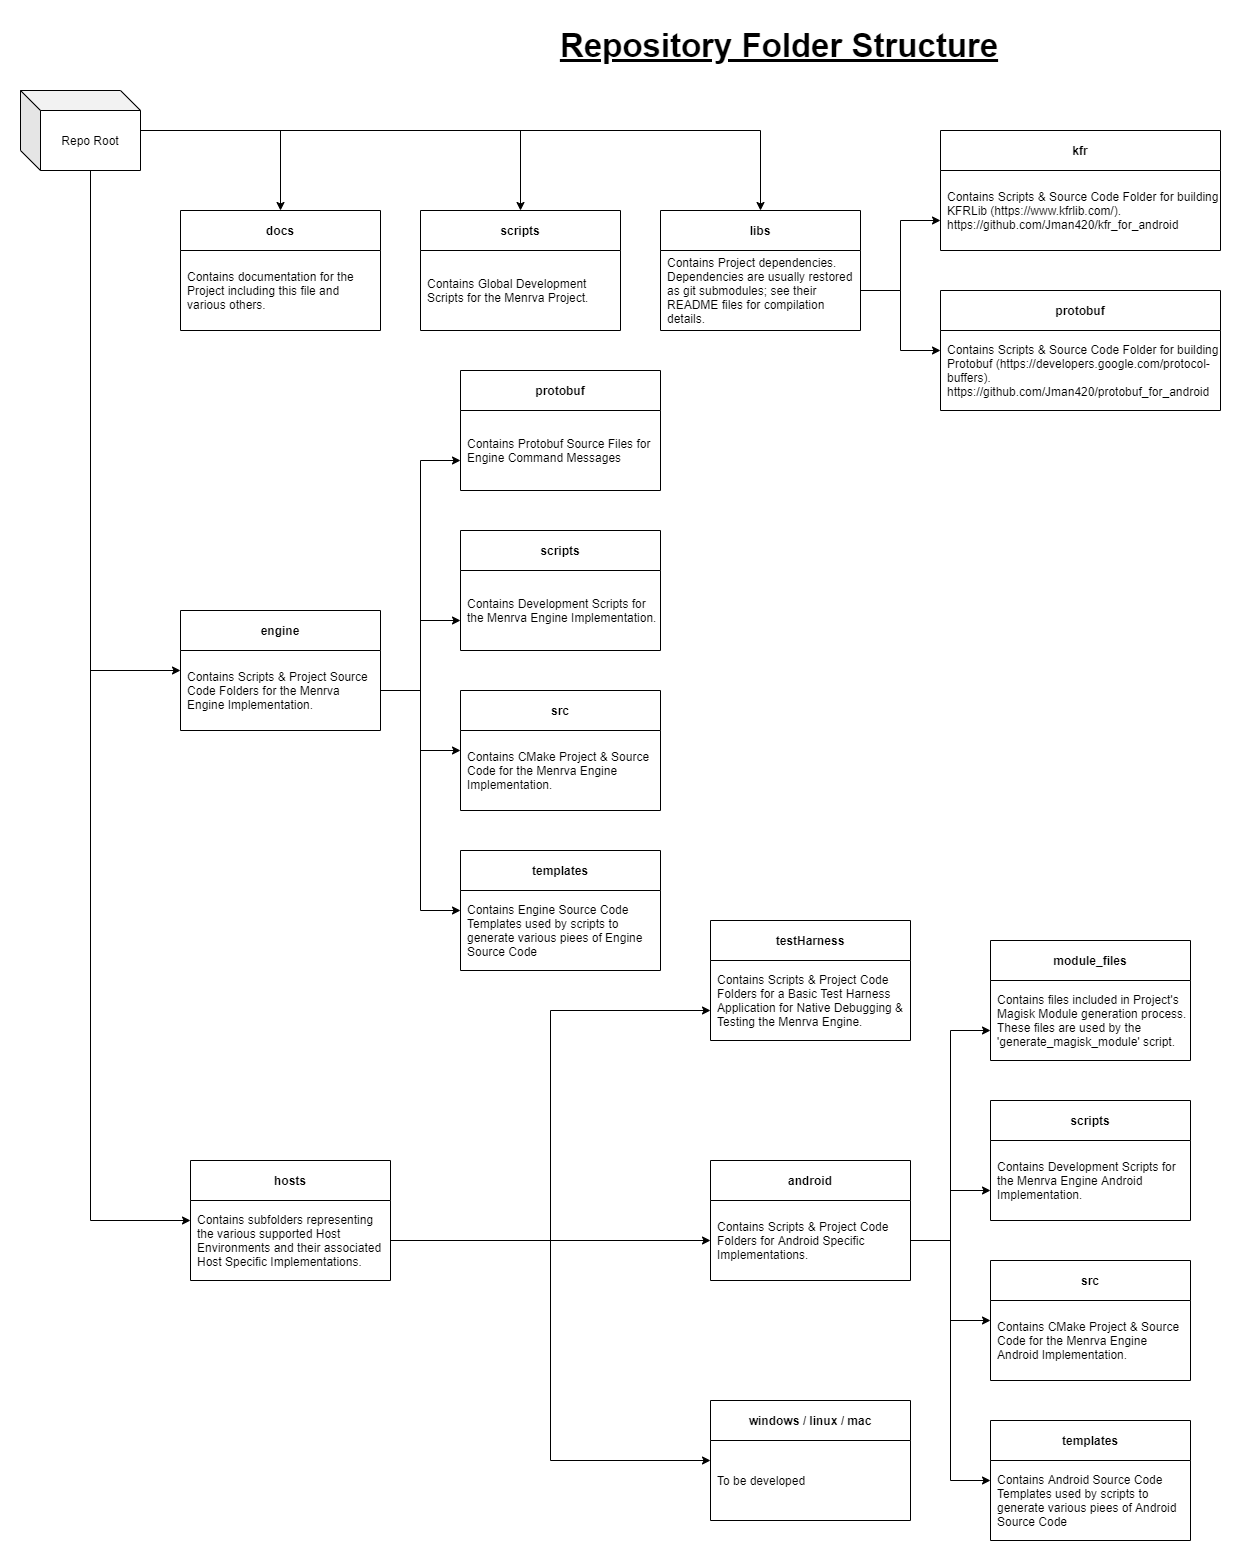 Repository Folder Structure
Repo Root
docs
Contains documentation for the
Project including this file and
various others.
scripts
Contains Global Development
Scripts for the Menrva Project.
libs
Contains Project dependencies.
Dependencies are usually restored
as git submodules; see their
README files for compilation
details.
kfr
Contains Scripts & Source Code Folder for building
KFRLib (https://www.kfrlib.com/).
https://github.com/Jman420/kfr_for_android
protobuf
Contains Scripts & Source Code Folder for building
Protobuf (https://developers.google.com/protocol-
buffers).
https://github.com/Jman420/protobuf_for_android
engine
Contains Scripts & Project Source
Code Folders for the Menrva
Engine Implementation.
protobuf
Contains Protobuf Source Files for
Engine Command Messages
scripts
Contains Development Scripts for
the Menrva Engine Implementation.
src
Contains CMake Project & Source
Code for the Menrva Engine
Implementation.
templates
Contains Engine Source Code
Templates used by scripts to
generate various piees of Engine
Source Code
hosts
Contains subfolders representing
the various supported Host
Environments and their associated
Host Specific Implementations.
testHarness
Contains Scripts & Project Code
Folders for a Basic Test Harness
Application for Native Debugging &
Testing the Menrva Engine.
android
Contains Scripts & Project Code
Folders for Android Specific
Implementations.
windows / linux / mac
To be developed
module_files
Contains files included in Project's
Magisk Module generation process.
These files are used by the
'generate_magisk_module' script.
scripts
Contains Development Scripts for
the Menrva Engine Android
Implementation.
src
Contains CMake Project & Source
Code for the Menrva Engine
Android Implementation.
templates
Contains Android Source Code
Templates used by scripts to
generate various piees of Android
Source Code